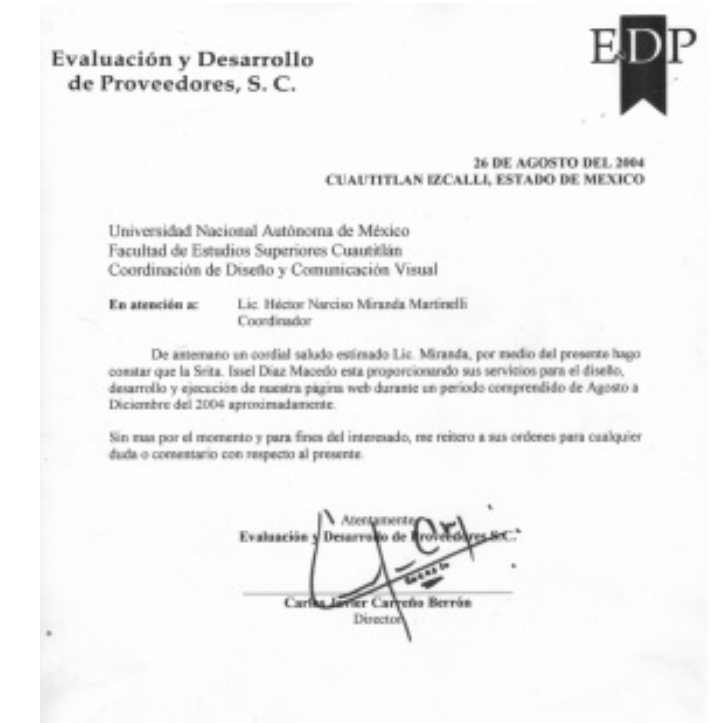 Evaluación y Desarrollo
de Proveedores, S. C.
EDP
26 DE AGOSTO DEL 2004
CUAUTITLAN IZCALLI, ESTADO DE MEXICO
Universidad Nacional Autónoma de México
Facultad de Estudios Superiores Cuautitlán
Coordinación de Diseño y Comunicación Visual
En atención a: Lic. Héctor Narciso Miranda Martinelli
Coordinador
De antemano un cordial saludo estimado Lic. Miranda, por medio del presente hago
constar que la Srita. Issel Diaz Macedo esta proporcionando sus servicios para el diseño,
desarrollo y ejecución de nuestra página web durante un periodo comprendido de Agosto a
Diciembre del 2004 aproximadamente.
Sin mas por el momento y para fines del interesado, me reitero a sus ordenes para cualquier
duda o comentario con respecto al presente.
Atentamente
Evaluación y Desarrollo de Proveedores S.C.
Carlos Javier Carreño Berrón
Director